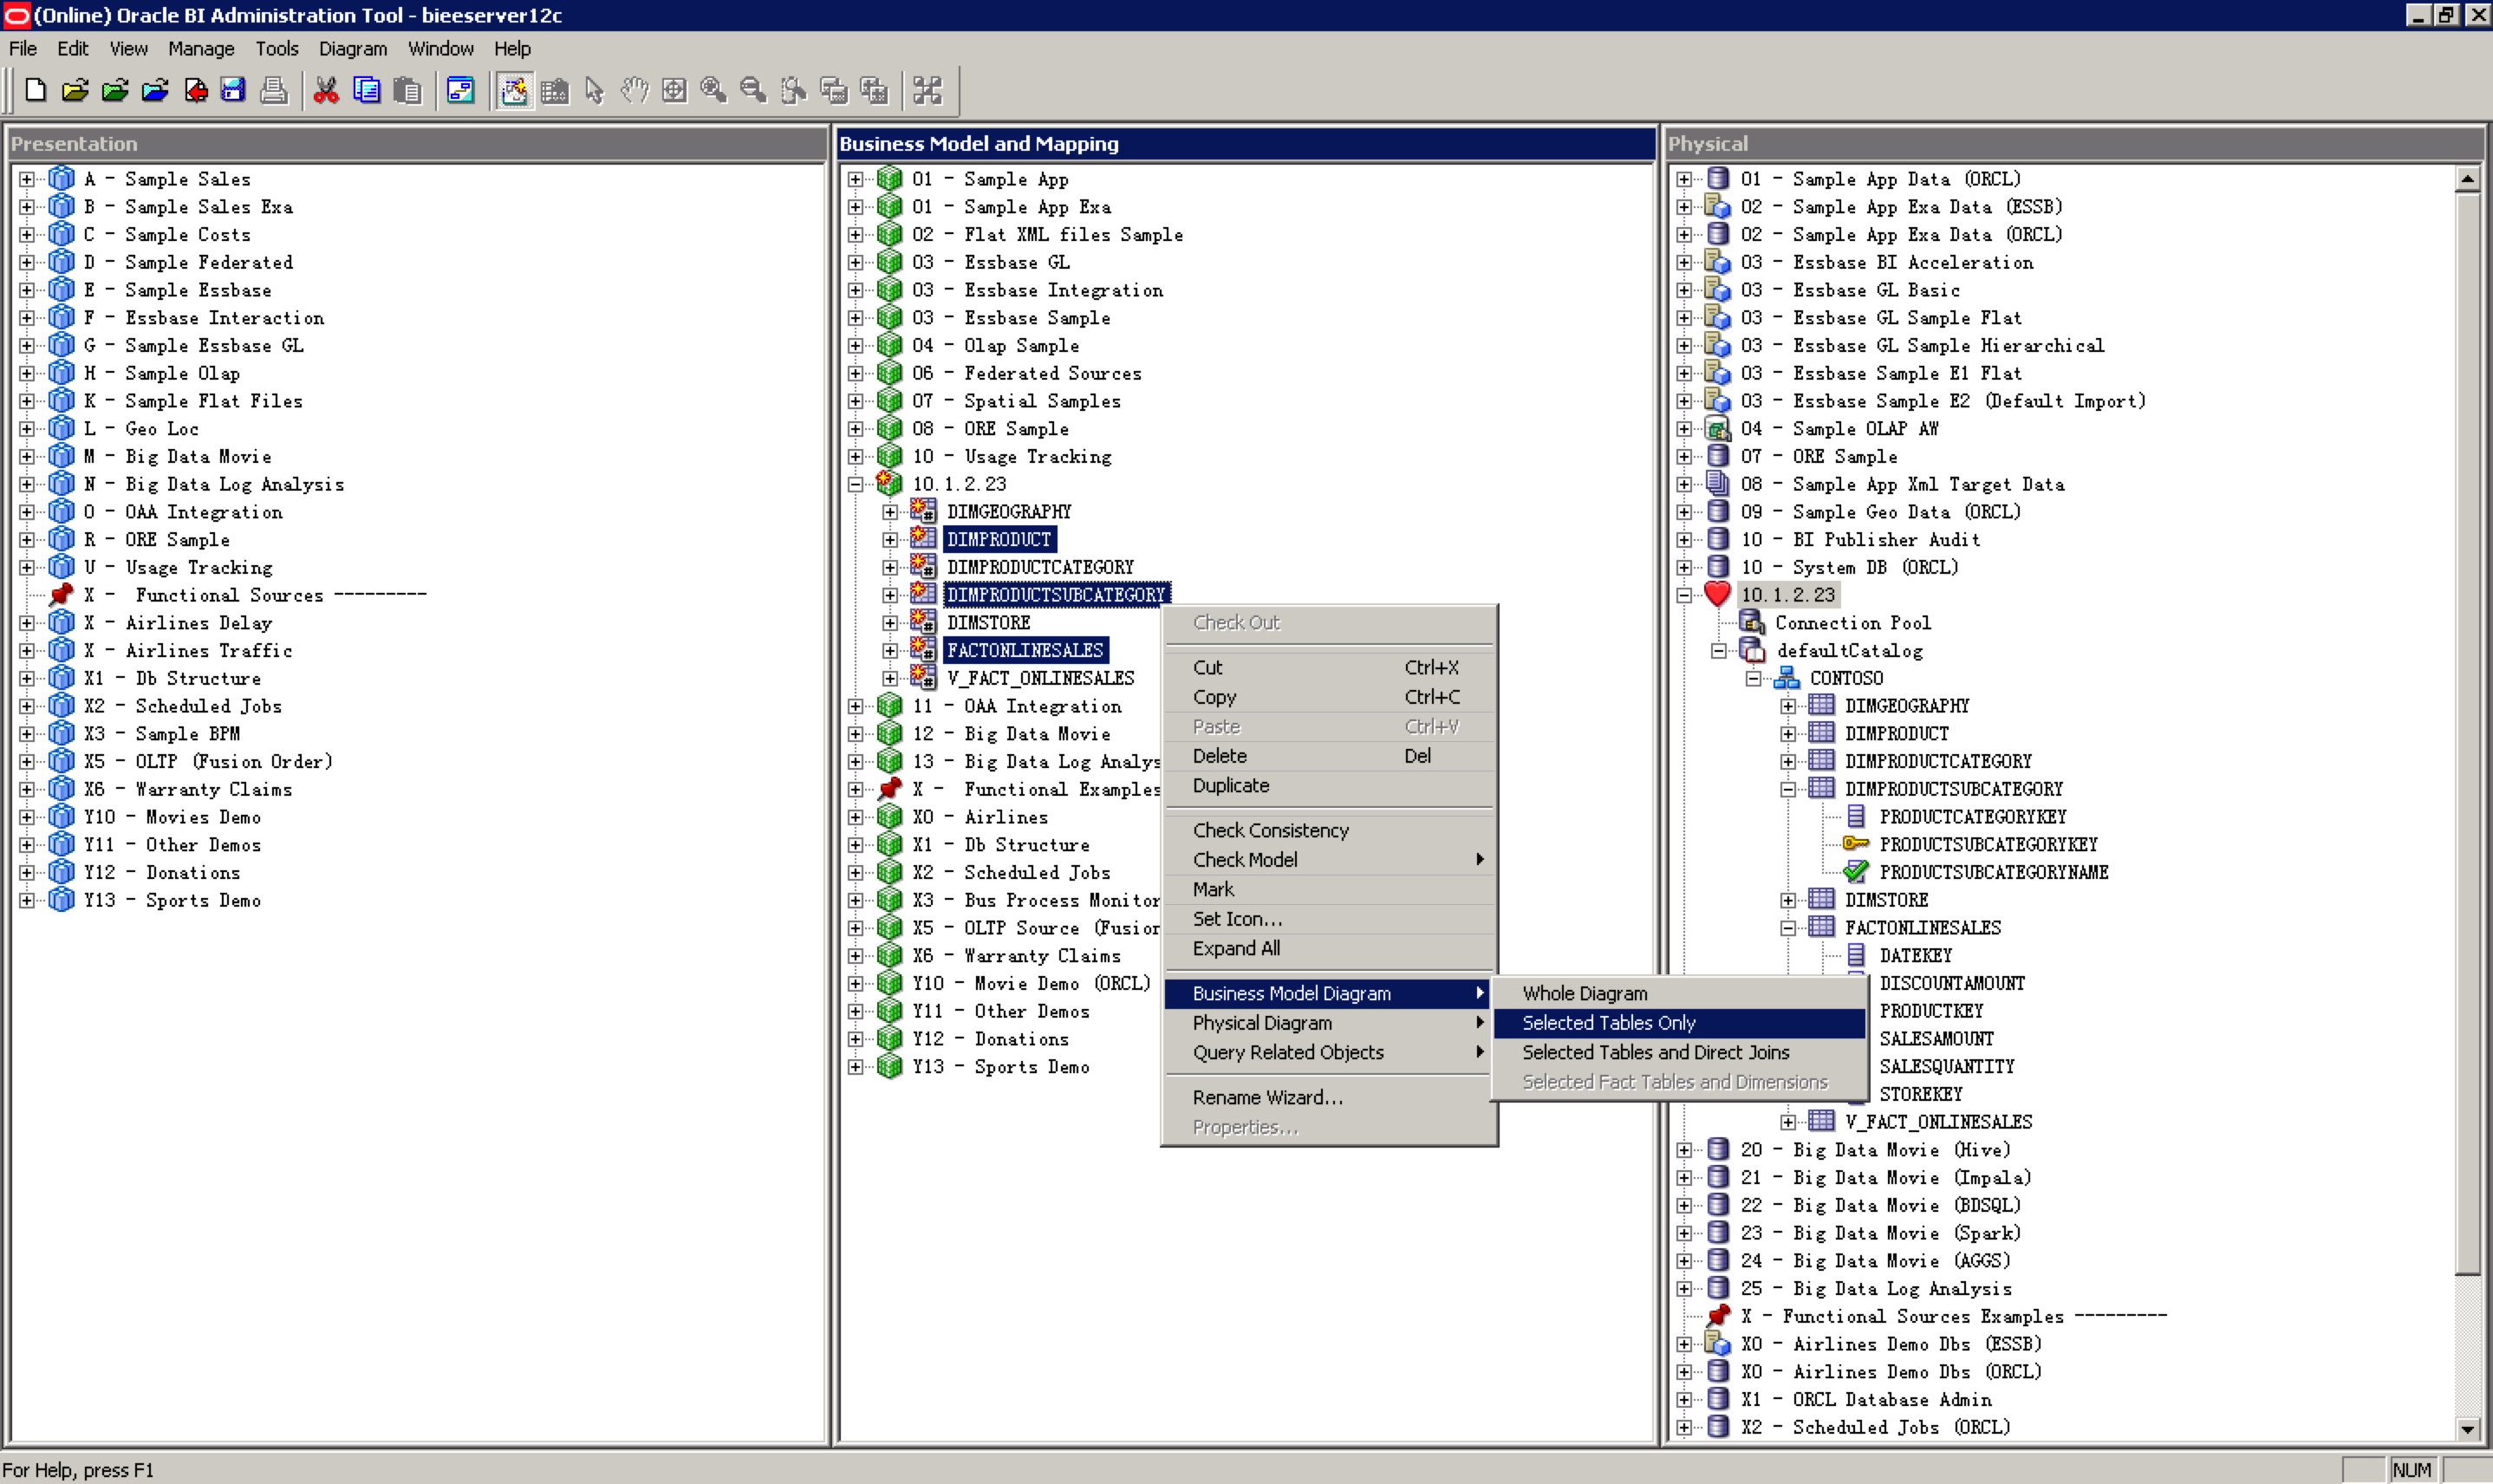 (Online) Oracle BI Administration Tool - bieeserver12c
File Edit View Manage Tools Diagram Window Help
Presentation
A - Sample Sales
B - Sample Sales Exa
C - Sample Costs
D - Sample Federated
E - Sample Essbase
F - Essbase Interaction
G - Sample Essbase GL
H - Sample Olap
K - Sample Flat Files
L - Geo Loc
M - Big Data Movie
N - Big Data Log Analysis
O - OAA Integration
R - ORE Sample
U - Usage Tracking
X -  Functional Sources ---------
X - Airlines Delay
X - Airlines Traffic
X1 - Db Structure
X2 - Scheduled Jobs
X3 - Sample BPM
X5 - OLTP (Fusion Order)
X6 - Warranty Claims
Y10 - Movies Demo
Y11 - Other Demos
Y12 - Donations
Y13 - Sports Demo
Business Model and Mapping
01 - Sample App
01 - Sample App Exa
02 - Flat XML files Sample
03 - Essbase GL
03 - Essbase Integration
03 - Essbase Sample
04 - Olap Sample
06 - Federated Sources
07 - Spatial Samples
08 - ORE Sample
10 - Usage Tracking
10.1.2.23
DIMGEOGRAPHY
DIMPRODUCT
DIMPRODUCTCATEGORY
DIMPRODUCTSUBCATEGORY
DIMSTORE
FACTONLINESALES
V_FACT_ONLINESALES
11 - OAA Integration
12 - Big Data Movie
13 - Big Data Log Analys
X -  Functional Examples
X0 - Airlines
X1 - Db Structure
X2 - Scheduled Jobs
X3 - Bus Process Monitor
X5 - OLTP Source (Fusion
X6 - Warranty Claims
Y10 - Movie Demo (ORCL)
Y11 - Other Demos
Y12 - Donations
Y13 - Sports Demo
Check Out
Cut Ctrl+X
Copy Ctrl+C
Paste Ctrl+V
Delete Del
Duplicate
Check Consistency
Check Model
Mark
Set Icon...
Expand All
Business Model Diagram
Physical Diagram
Query Related Objects
Rename Wizard...
Properties...
Whole Diagram
Selected Tables Only
Selected Tables and Direct Joins
Selected Fact Tables and Dimensions
Physical
01 - Sample App Data (ORCL)
02 - Sample App Exa Data (ESSB)
02 - Sample App Exa Data (ORCL)
03 - Essbase BI Acceleration
03 - Essbase GL Basic
03 - Essbase GL Sample Flat
03 - Essbase GL Sample Hierarchical
03 - Essbase Sample E1 Flat
03 - Essbase Sample E2 (Default Import)
04 - Sample OLAP AW
07 - ORE Sample
08 - Sample App Xml Target Data
09 - Sample Geo Data (ORCL)
10 - BI Publisher Audit
10 - System DB (ORCL)
10.1.2.23
Connection Pool
defaultCatalog
CONTOSO
DIMGEOGRAPHY
DIMPRODUCT
DIMPRODUCTCATEGORY
DIMPRODUCTSUBCATEGORY
PRODUCTCATEGORYKEY
PRODUCTSUBCATEGORYKEY
PRODUCTSUBCATEGORYNAME
DIMSTORE
FACTONLINESALES
DATEKEY
DISCOUNTAMOUNT
PRODUCTKEY
SALESAMOUNT
SALESQUANTITY
STOREKEY
V_FACT_ONLINESALES
20 - Big Data Movie (Hive)
21 - Big Data Movie (Impala)
22 - Big Data Movie (BDSQL)
23 - Big Data Movie (Spark)
24 - Big Data Movie (AGGS)
25 - Big Data Log Analysis
X - Functional Sources Examples ---------
X0 - Airlines Demo Dbs (ESSB)
X0 - Airlines Demo Dbs (ORCL)
X1 - ORCL Database Admin
X2 - Scheduled Jobs (ORCL)
For Help, press F1
NUM